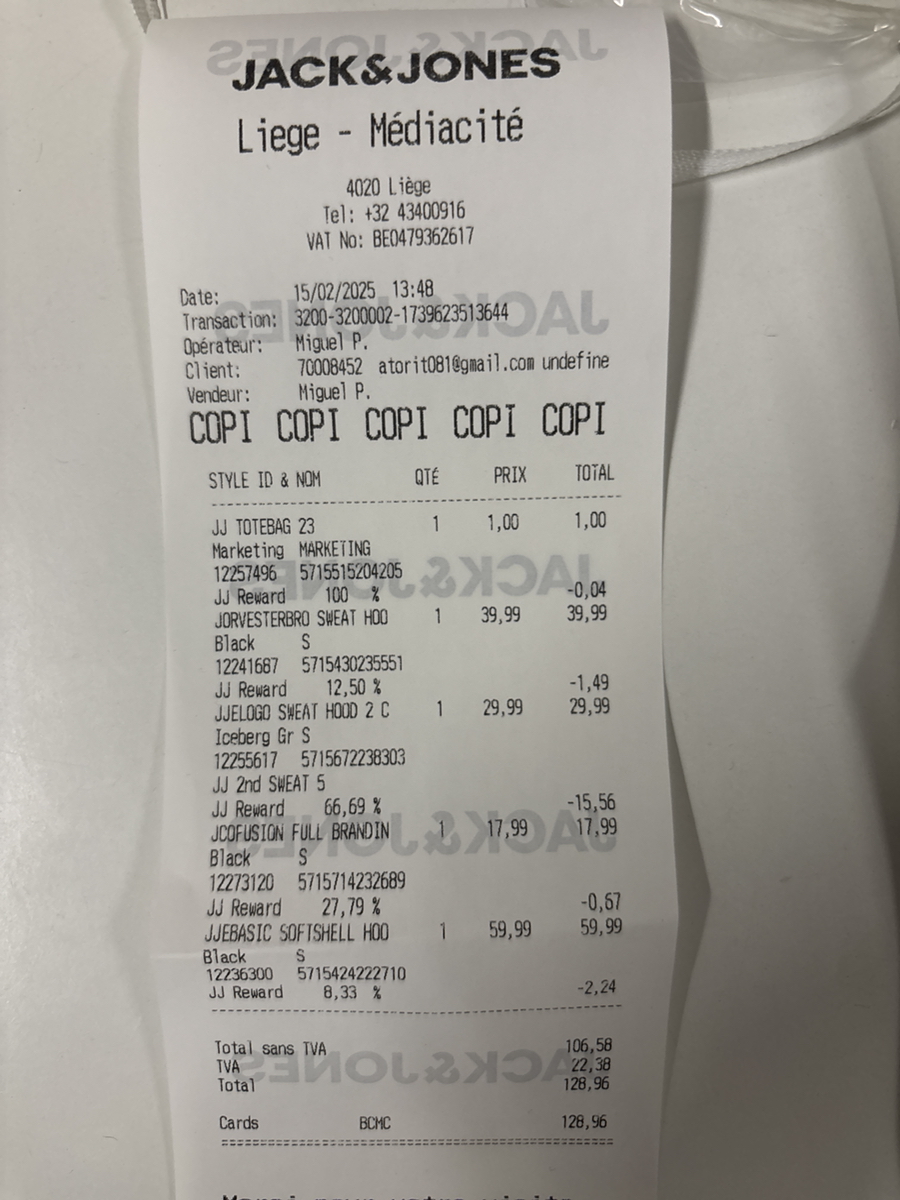 JACK&JONES
Liege - Médiacité
4020 Liège
Tel: +32 43400916
VAT No: BE0479362617
Date: 15/02/2025 13:48
Transaction: 3200-3200002-1739623513644
Opérateur: Miguel P.
Client: 70008452 atorit081@gmail.com undefine
Vendeur: Miguel P.
COPI COPI COPI COPI COPI
STYLE ID & NOM QTÉ PRIX TOTAL
JJ TOTEBAG 23 1 1,00 1,00
Marketing MARKETING
12257496 5715515204205
JJ Reward 100 % -0,04
JORVESTERBRO SWEAT HOO 1 39,99 39,99
Black S
12241687 5715430235551
JJ Reward 12,50 % -1,49
JJELOGO SWEAT HOOD 2 C 1 29,99 29,99
Iceberg Gr S
12255617 5715672238303
JJ 2nd SWEAT 5
JJ Reward 66,69 % -15,56
JCOFUSION FULL BRANDIN 1 17,99 17,99
Black S
12273120 5715714232689
JJ Reward 27,79 % -0,67
JJEBASIC SOFTSHELL HOO 1 59,99 59,99
Black S
12236300 5715424222710
JJ Reward 8,33 % -2,24
Total sans TVA 106,58
TVA 22,38
Total 128,96
Cards BCMC 128,96